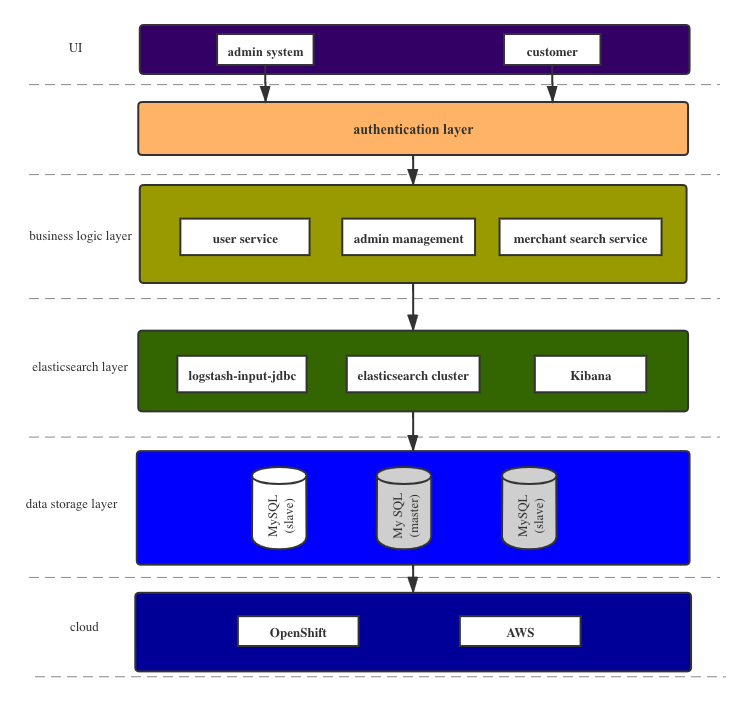 UI
admin system
customer
authentication layer
business logic layer
user service
admin management
merchant search service
elasticsearch layer
logstash-input-jdbc
elasticsearch cluster
Kibana
data storage layer
MySQL
(slave)
My SQL
(master)
MySQL
(slave)
cloud
OpenShift
AWS